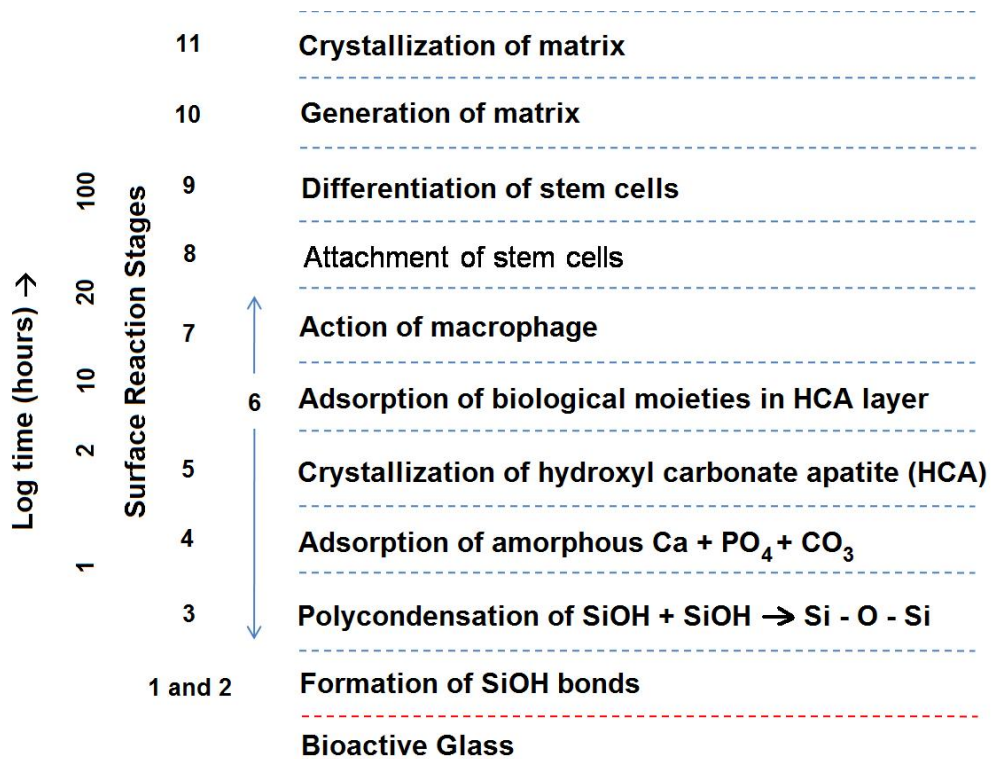 11 Crystallization of matrix
10 Generation of matrix
9 Differentiation of stem cells
8 Attachment of stem cells
7 Action of macrophage
6 Adsorption of biological moieties in HCA layer
5 Crystallization of hydroxyl carbonate apatite (HCA)
4 Adsorption of amorphous Ca + PO₄ + CO₃
3 Polycondensation of SiOH + SiOH → Si - O - Si
1 and 2 Formation of SiOH bonds
Bioactive Glass
Log time (hours) →
1
2
10
20
100
Surface Reaction Stages